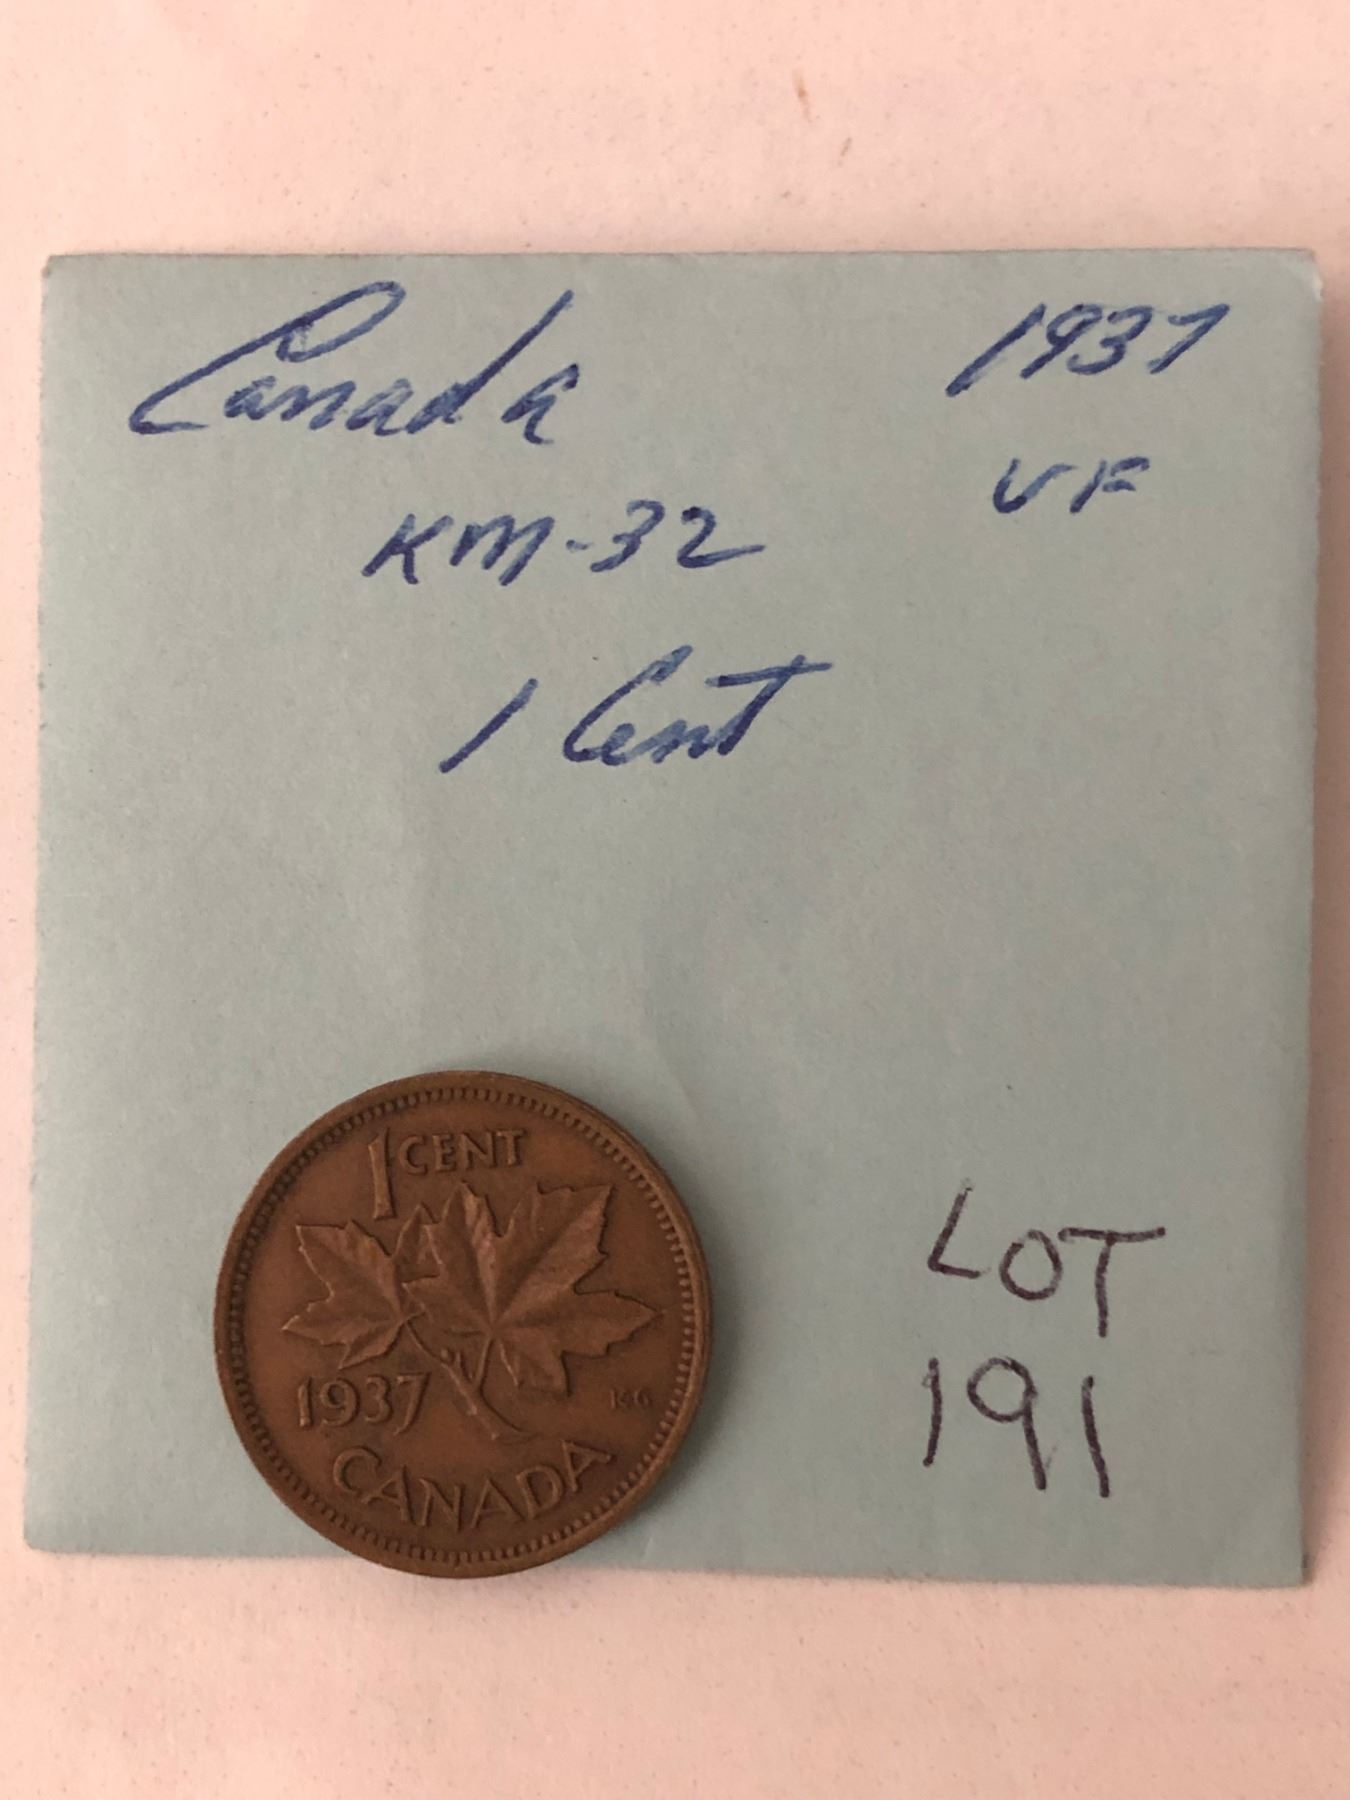 Canada 1937
VF
KM-32
1 Cent
1 CENT
1937 KG
CANADA
LOT
191